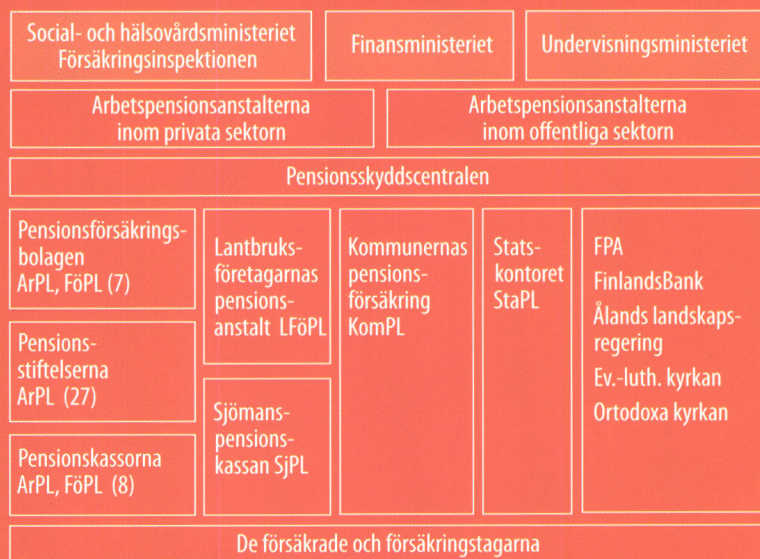 Social- och hälsovårdsministeriet
Försäkringsinspektionen
Finansministeriet
Undervisningsministeriet
Arbetspensionsanstalterna
inom privata sektorn
Arbetspensionsanstalterna
inom offentliga sektorn
Pensionsskyddscentralen
Pensionsförsäkrings-
bolagen
ArPL, FöPL (7)
Pensions-
stiftelserna
ArPL (27)
Pensionskassorna
ArPL, FöPL (8)
Lantbruks-
företagarnas
pensions-
anstalt LFöPL
Sjömans-
pensions-
kassan SjPL
Kommunernas
pensions-
försäkring
KomPL
Stats-
kontoret
StaPL
FPA
FinlandsBank
Ålands landskaps-
regering
Ev.-luth. kyrkan
Ortodoxa kyrkan
De försäkrade och försäkringstagarna